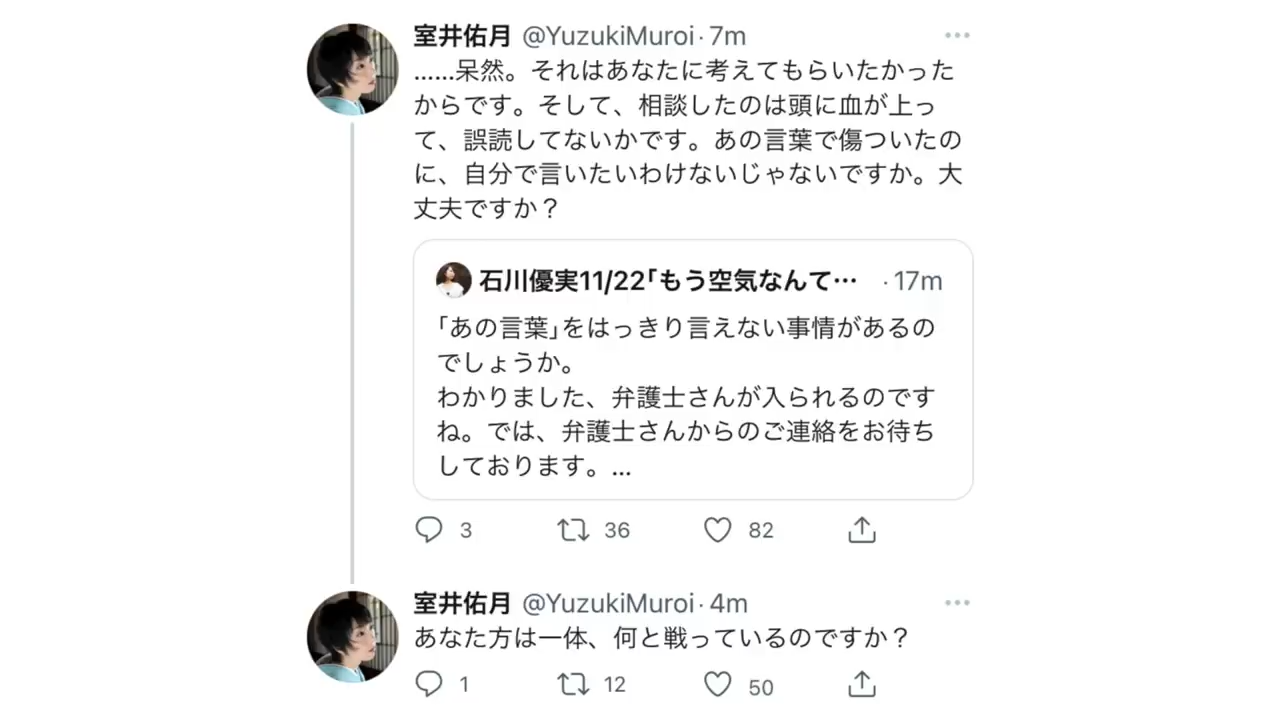 室井佑月 @YuzukiMuroi · 7m
……呆然。それはあなたに考えてもらいたかった
からです。そして、相談したのは頭に血が上っ
て、誤読してないかです。あの言葉で傷ついたの
に、自分で言いたいわけないじゃないですか。大
丈夫ですか？
石川優実11/22「もう空気なんて… · 17m
「あの言葉」をはっきり言えない事情があるの
でしょうか。
わかりました、弁護士さんが入られるのです
ね。では、弁護士さんからのご連絡をお待ち
しております。...
3 36 82
室井佑月 @YuzukiMuroi · 4m
あなた方は一体、何と戦っているのですか？
1 12 50